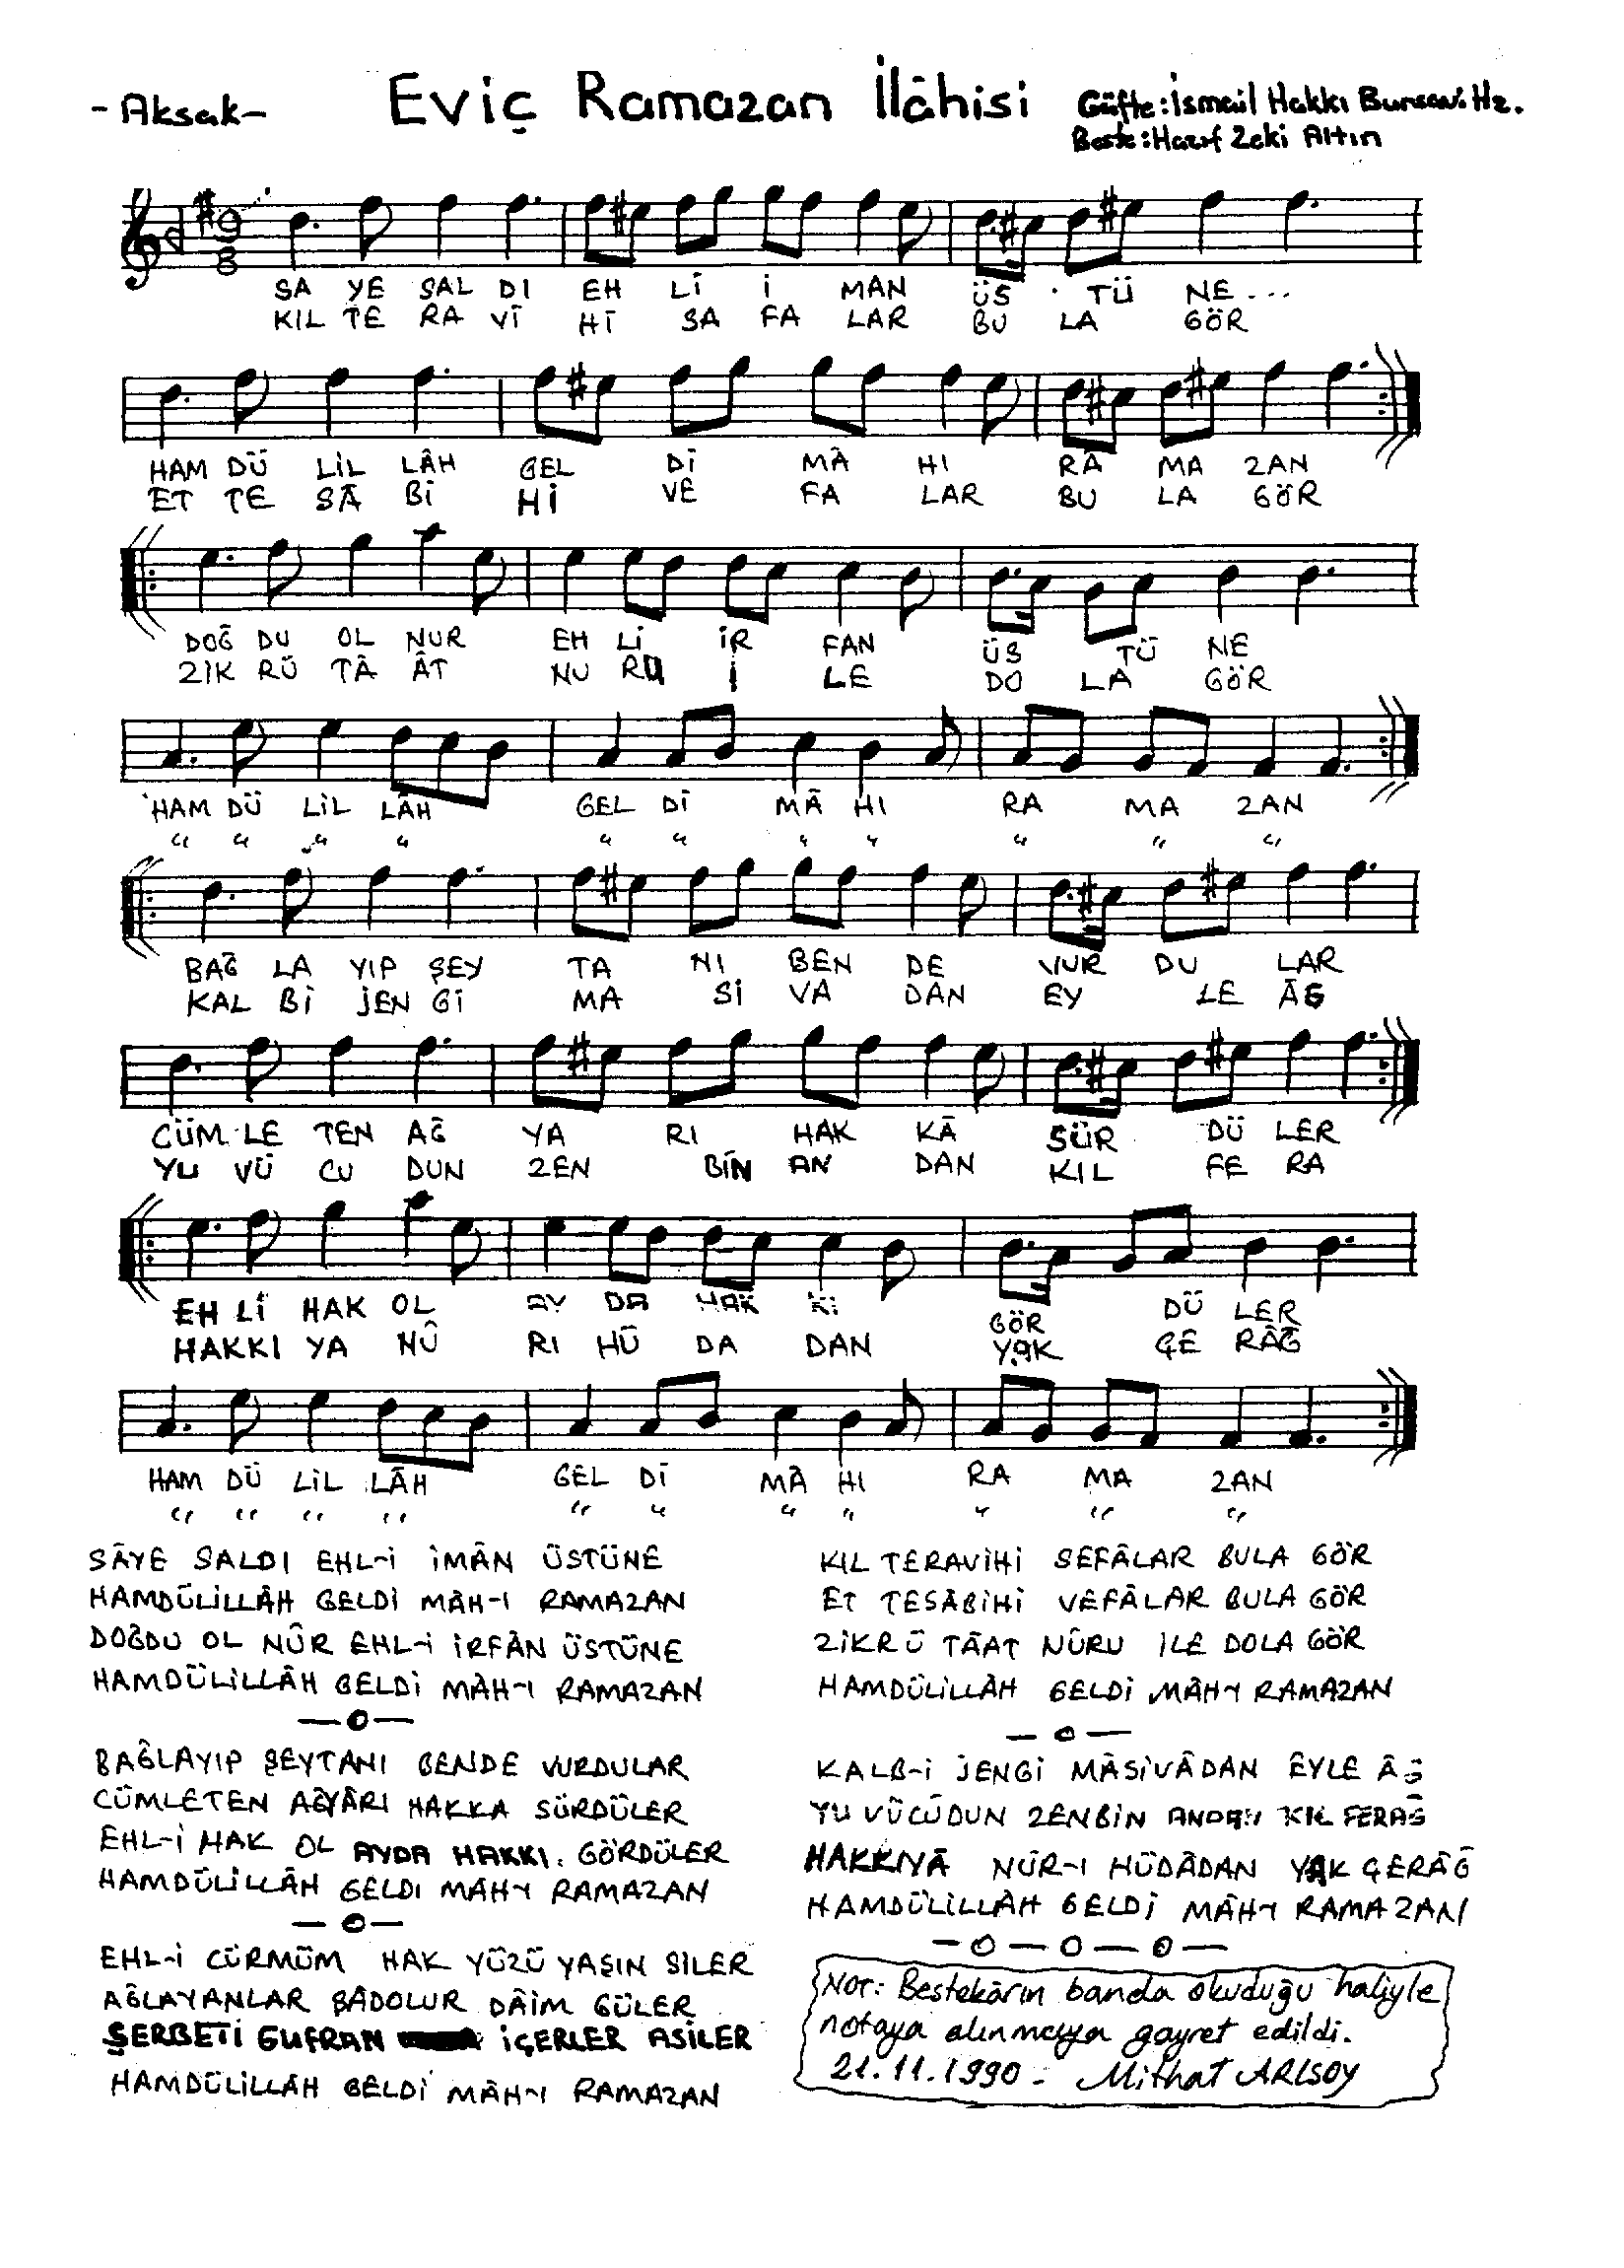 -Aksak-
Eviç Ramazan İlâhisi
Güfte: İsmail Hakkı Bursavi Hz.
Beste: Hafız Zeki Altın
9
8
SA YE SAL DI EH Lİ İ MAN ÜS TÜ NE...
KIL TE RA Vİ Hİ SA FA LAR BU LA GÖR
HAM DÜ LİL LÂH GEL Dİ MÂ HI RA MA ZAN
ET TE SÂ Bİ Hİ VE FA LAR BU LA GÖR
DOĞ DU OL NUR EH Lİ İR FAN ÜS TÜ NE
ZİK RÜ TÂ ÂT NU RU İ LE DO LA GÖR
HAM DÜ LİL LÂH GEL Dİ MÂ HI RA MA ZAN
" " " " " " " " " " "
BAĞ LA YIP ŞEY TA NI BEN DE VUR DU LAR
KAL Bİ JEN Gİ MA Sİ VA DAN EY LE ÂĞ
CÜM LE TEN AĞ YA RI HAK KÂ SÜR DÜ LER
YU VÜ CU DUN ZEN BİN AN DAN KIL FE RA
EH Lİ HAK OL AY DA HAK KI GÖR DÜ LER
HAKKI YA NÛ RI HÜ DA DAN YAK ÇE RÂĞ
HAM DÜ LİL LÂH GEL Dİ MÂ HI RA MA ZAN
" " " " " " " " " " "
SÂYE SALDI EHL-İ İMÂN ÜSTÜNE
HAMDÜLİLLÂH GELDİ MÂH-I RAMAZAN
DOĞDU OL NÛR EHL-İ İRFÂN ÜSTÜNE
HAMDÜLİLLÂH GELDİ MÂH-I RAMAZAN
—o—
BAĞLAYIP ŞEYTANI BENDE VURDULAR
CÜMLETEN AĞYÂRI HAKKA SÜRDÜLER
EHL-İ HAK OL AYDA HAKKI. GÖRDÜLER
HAMDÜLİLLÂH GELDI MÂH-I RAMAZAN
—o—
EHL-İ CÜRMÜM HAK YÜZÜ YAŞIN SİLER
AĞLAYANLAR ŞADOLUR DÂİM GÜLER
ŞERBETİ GUFRAN İÇERLER ASİLER
HAMDÜLİLLÂH GELDİ MÂH-I RAMAZAN
KIL TERAVİHİ SEFÂLAR BULA GÖR
ET TESÂBİHİ VEFÂLAR BULA GÖR
ZİKR Ü TÂAT NÛRU İLE DOLA GÖR
HAMDÜLİLLÂH GELDİ MÂH-I RAMAZAN
—o—
KALB-İ JENGİ MÂSİVÂDAN EYLE ÂĞ
YU VÜCÛDUN ZENBİN ANDAN KIL FERAĞ
HAKKIYÂ NÛR-I HÜDÂDAN YAK ÇERÂĞ
HAMDÜLİLLÂH GELDİ MÂH-I RAMAZAN
—o—o—o—
NOT: Bestekârın banda okuduğu haliyle
notaya alınmaya gayret edildi.
21.11.1990 - Mithat ARISOY